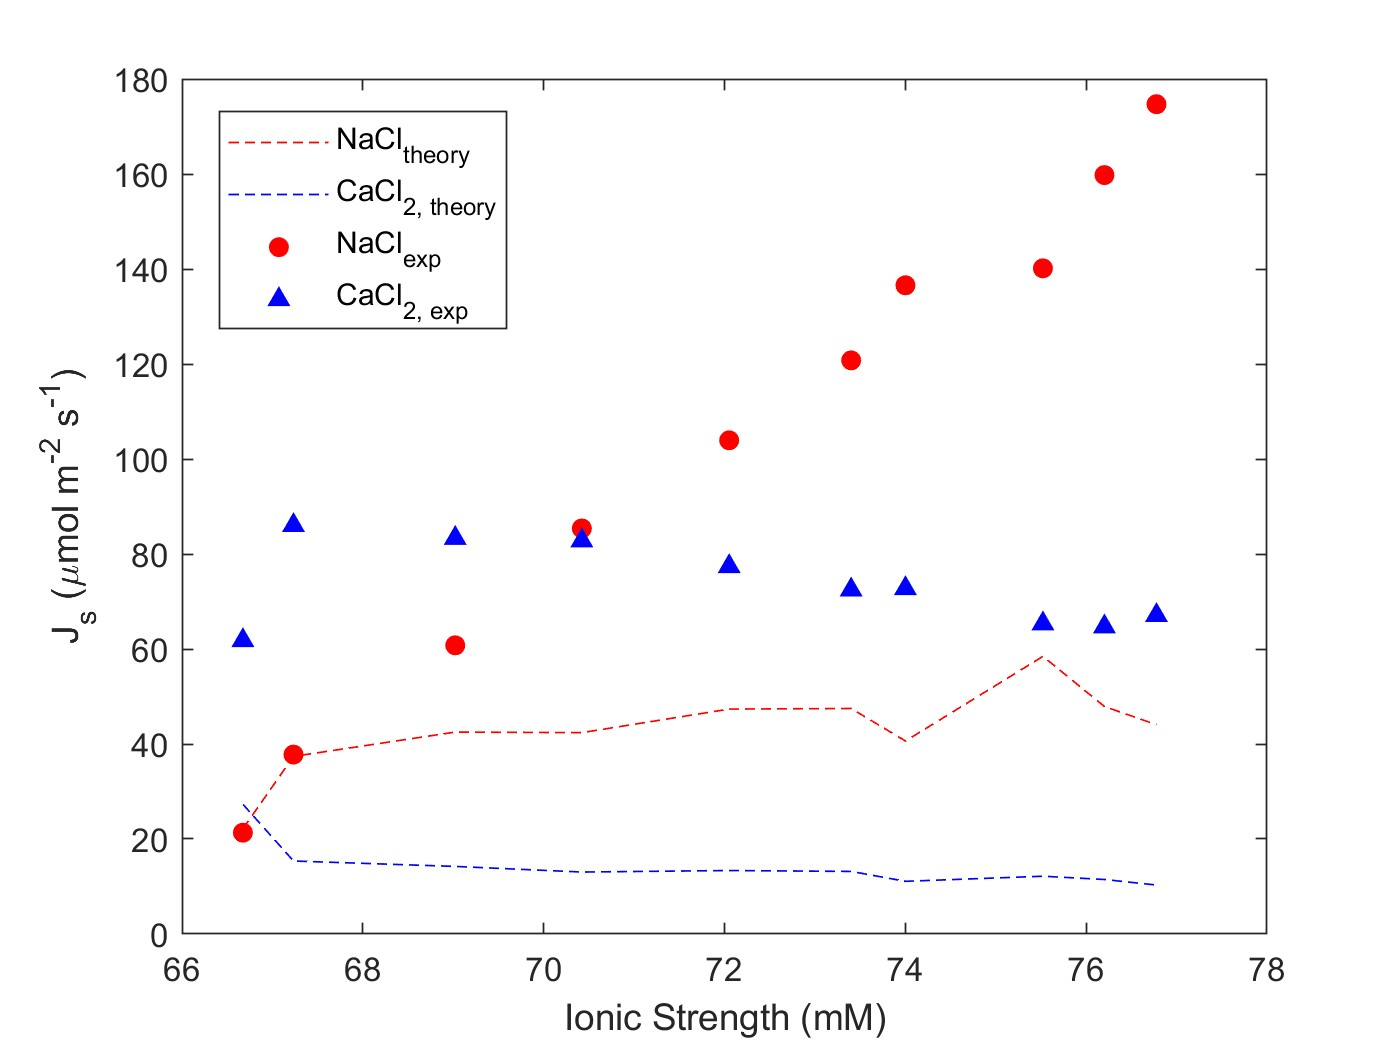 180
160
140
120
100
80
60
40
20
0
66 68 70 72 74 76 78
Ionic Strength (mM)
J_s (μmol m^-2 s^-1)
NaCl_theory
CaCl_2, theory
NaCl_exp
CaCl_2, exp